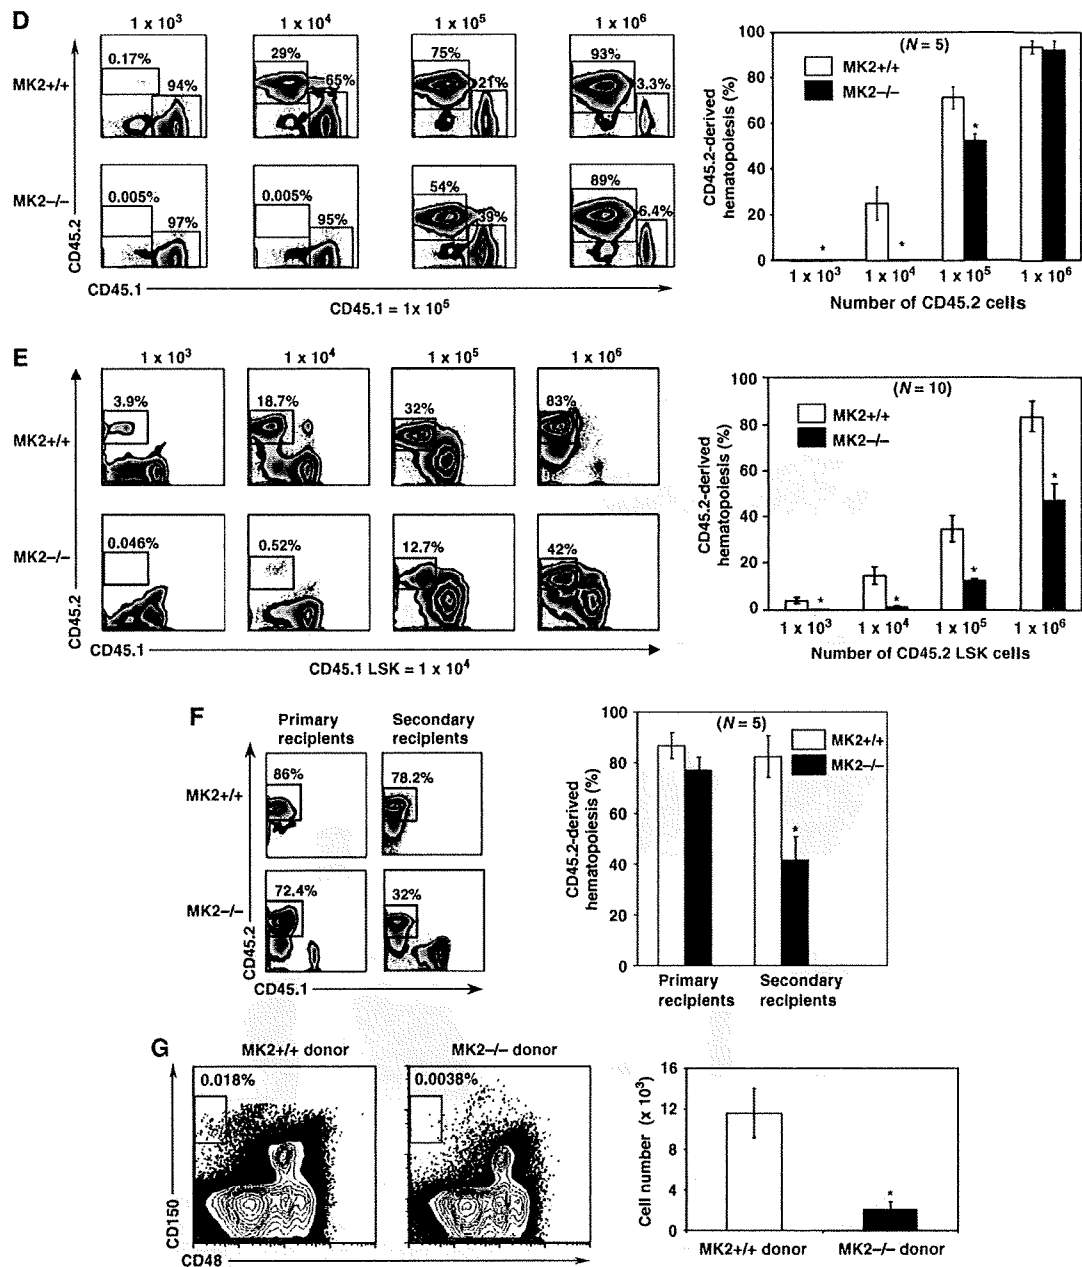 D
1 x 10³ 1 x 10⁴ 1 x 10⁵ 1 x 10⁶
MK2+/+
0.17% 94% 29% 65% 75% 21% 93% 3.3%
MK2–/–
0.005% 97% 0.005% 95% 54% 39% 89% 6.4%
CD45.2
CD45.1
CD45.1 = 1x 10⁵
(N = 5)
MK2+/+
MK2–/–
CD45.2-derived
hematopoiesis (%)
100
80
60
40
20
0
* * *
1 x 10³ 1 x 10⁴ 1 x 10⁵ 1 x 10⁶
Number of CD45.2 cells
E
1 x 10³ 1 x 10⁴ 1 x 10⁵ 1 x 10⁶
MK2+/+
3.9% 18.7% 32% 83%
MK2–/–
0.046% 0.52% 12.7% 42%
CD45.2
CD45.1
CD45.1 LSK = 1 x 10⁴
(N = 10)
MK2+/+
MK2–/–
CD45.2-derived
hematopoiesis (%)
100
80
60
40
20
0
* * * *
1 x 10³ 1 x 10⁴ 1 x 10⁵ 1 x 10⁶
Number of CD45.2 LSK cells
F
Primary Secondary
recipients recipients
MK2+/+
86% 78.2%
MK2–/–
72.4% 32%
CD45.2
CD45.1
(N = 5)
MK2+/+
MK2–/–
CD45.2-derived
hematopoiesis (%)
100
80
60
40
20
0
*
Primary Secondary
recipients recipients
G
MK2+/+ donor MK2–/– donor
0.018% 0.0038%
CD150
CD48
Cell number (x 10³)
16
12
8
4
0
*
MK2+/+ donor MK2–/– donor